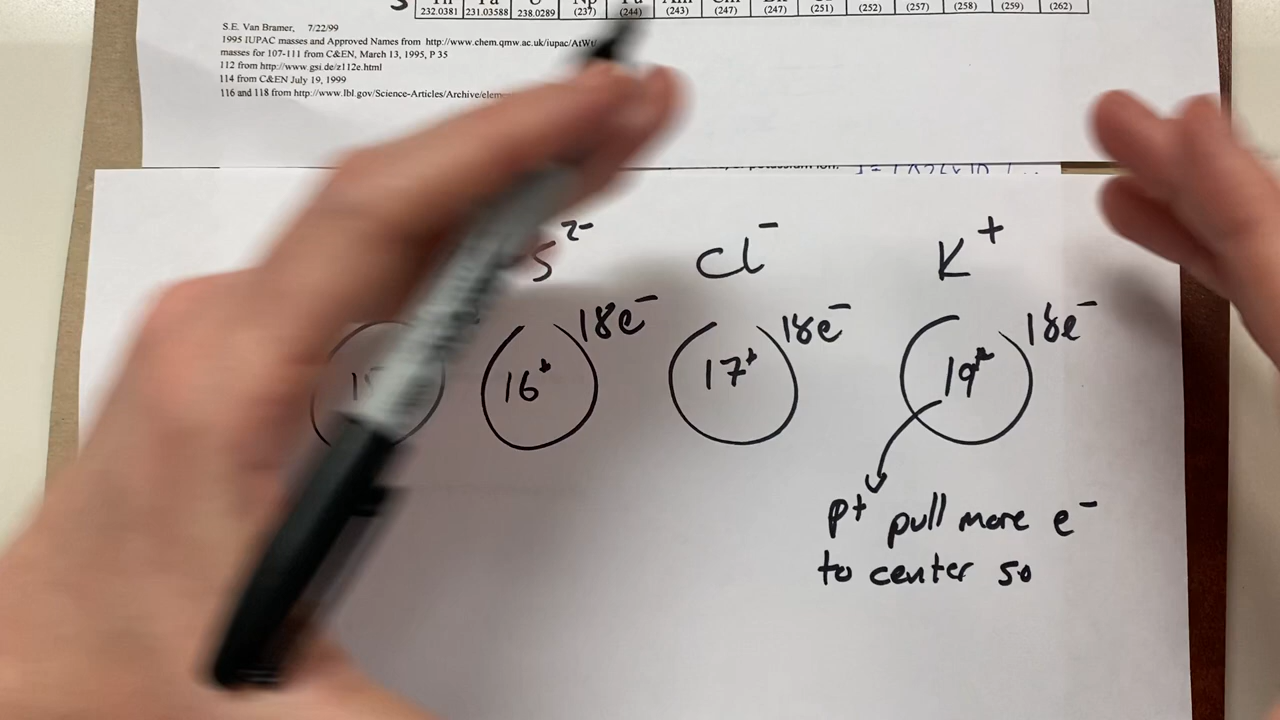 232.0381 231.03588 238.0289 (237) (244) (243) (247) (247) (251) (252) (257) (258) (259) (262)
S.E. Van Bramer, 7/22/99
1995 IUPAC masses and Approved Names from http://www.chem.qmw.ac.uk/iupac/AtWt/
masses for 107-111 from C&EN, March 13, 1995, P 35
112 from http://www.gsi.de/z112e.html
114 from C&EN July 19, 1999
116 and 118 from http://www.lbl.gov/Science-Articles/Archive/elem
S²⁻ Cl⁻ K⁺
18e⁻ 18e⁻ 18e⁻
16⁺ 17⁺ 19⁺
p+ pull more e⁻
to center so